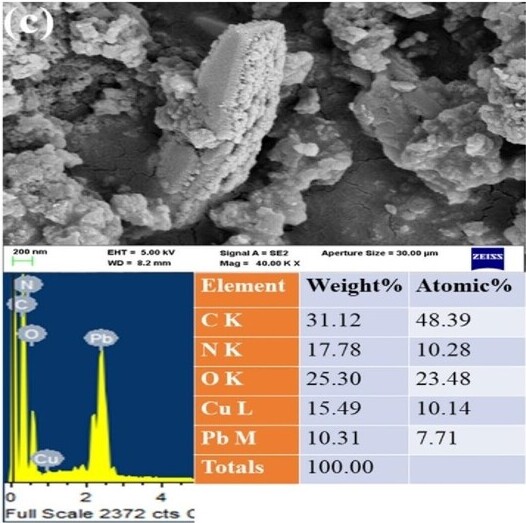 (c)
200 nm EHT = 5.00 kV Signal A = SE2 Aperture Size = 30.00 µm ZEISS
WD = 8.2 mm Mag = 40.00 K X
N
C
O
Pb
Cu
0 2 4
Full Scale 2372 cts C
Element Weight% Atomic%
C K 31.12 48.39
N K 17.78 10.28
O K 25.30 23.48
Cu L 15.49 10.14
Pb M 10.31 7.71
Totals 100.00